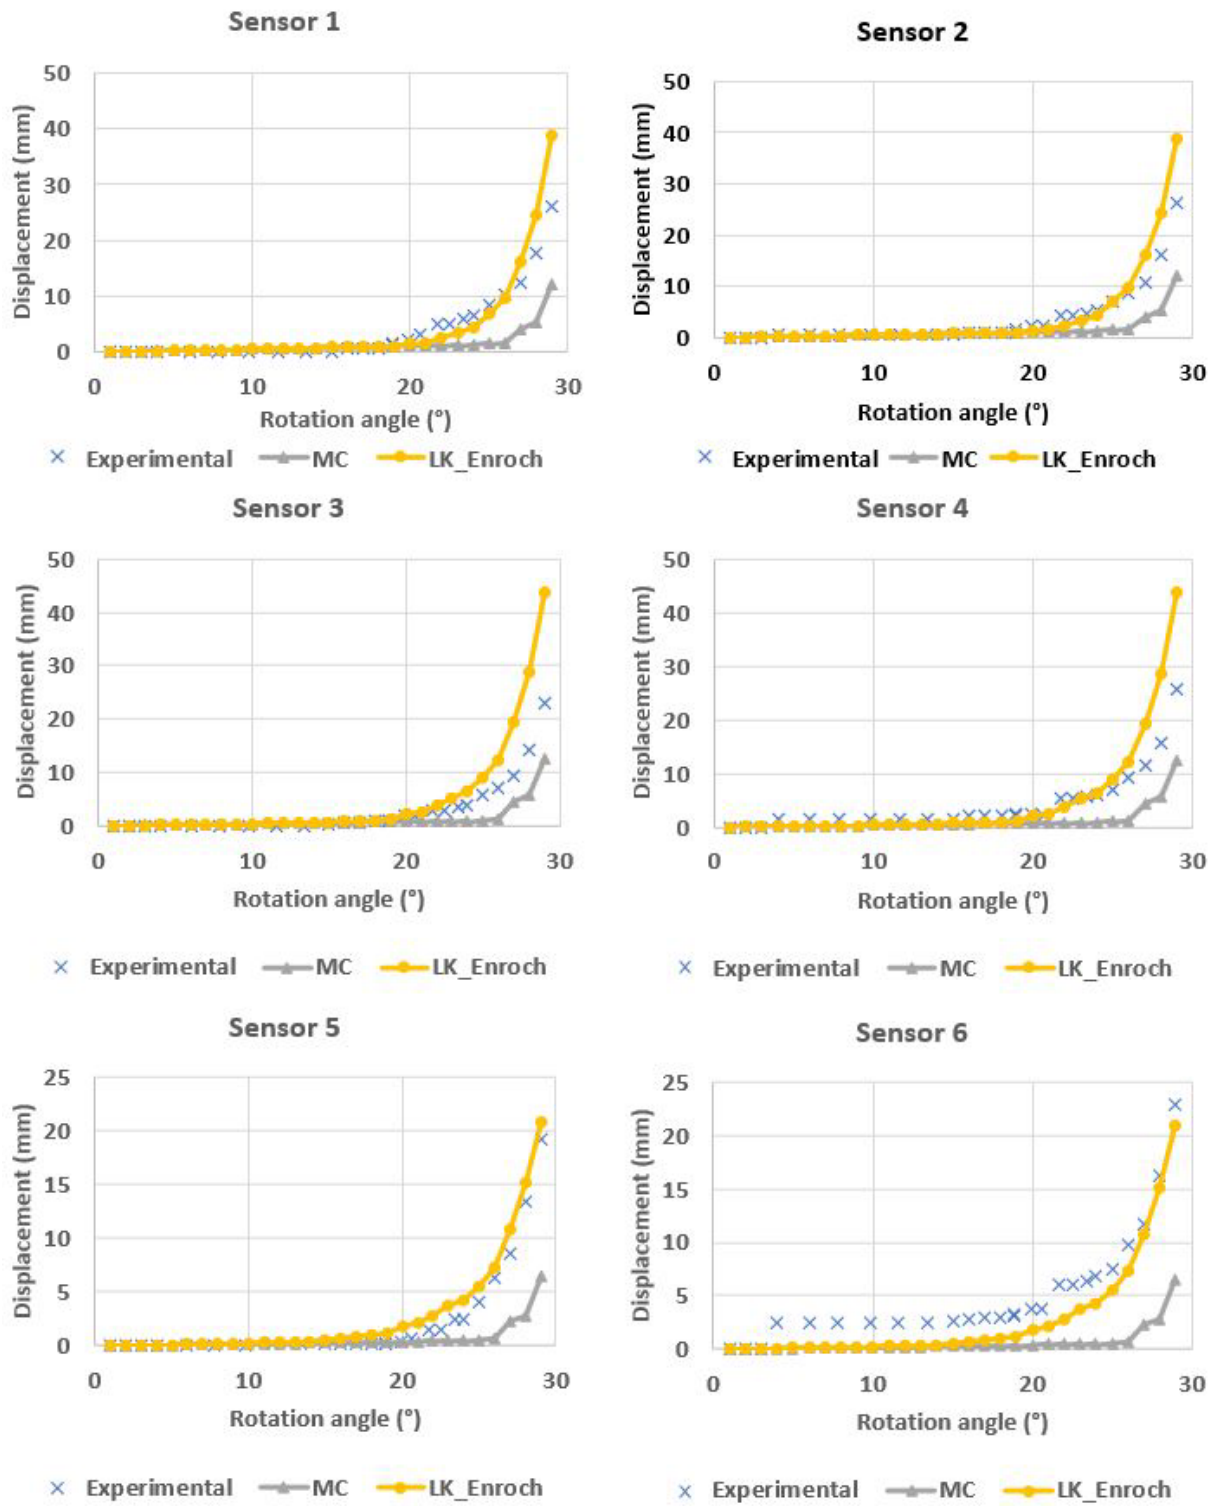 Sensor 1
50
40
30
20
10
0
Displacement (mm)
0 10 20 30
Rotation angle (°)
Experimental MC LK_Enroch
Sensor 2
50
40
30
20
10
0
Displacement (mm)
0 10 20 30
Rotation angle (°)
Experimental MC LK_Enroch
Sensor 3
50
40
30
20
10
0
Displacement (mm)
0 10 20 30
Rotation angle (°)
Experimental MC LK_Enroch
Sensor 4
50
40
30
20
10
0
Displacement (mm)
0 10 20 30
Rotation angle (°)
Experimental MC LK_Enroch
Sensor 5
25
20
15
10
5
0
Displacement (mm)
0 10 20 30
Rotation angle (°)
Experimental MC LK_Enroch
Sensor 6
25
20
15
10
5
0
Displacement (mm)
0 10 20 30
Rotation angle (°)
Experimental MC LK_Enroch